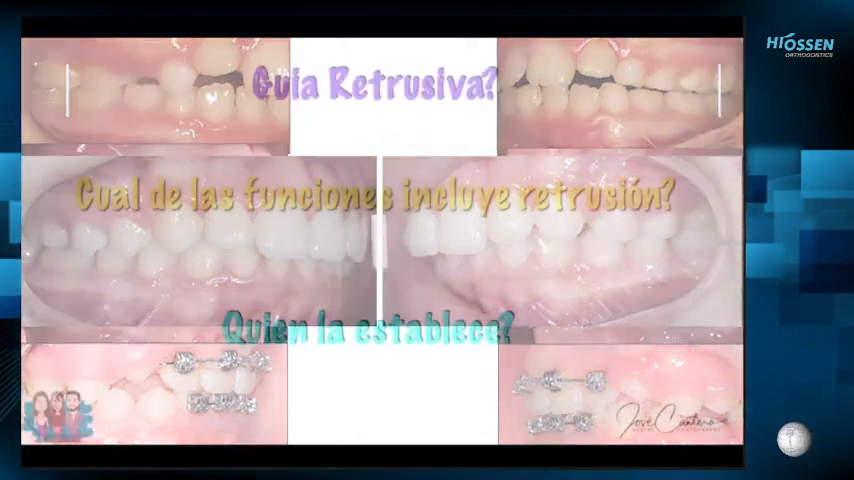 HIOSSEN
ORTHODONTICS
Guia Retrusiva?
Cual de las funciones incluye retrusión?
Quien la establece?
José Cantero